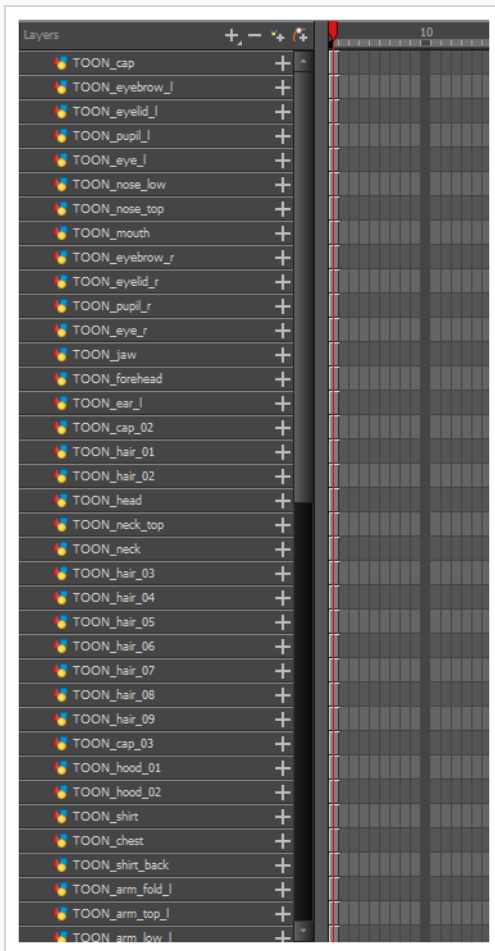 Layers
10
TOON_cap
TOON_eyebrow_l
TOON_eyelid_l
TOON_pupil_l
TOON_eye_l
TOON_nose_low
TOON_nose_top
TOON_mouth
TOON_eyebrow_r
TOON_eyelid_r
TOON_pupil_r
TOON_eye_r
TOON_jaw
TOON_forehead
TOON_ear_l
TOON_cap_02
TOON_hair_01
TOON_hair_02
TOON_head
TOON_neck_top
TOON_neck
TOON_hair_03
TOON_hair_04
TOON_hair_05
TOON_hair_06
TOON_hair_07
TOON_hair_08
TOON_hair_09
TOON_cap_03
TOON_hood_01
TOON_hood_02
TOON_shirt
TOON_chest
TOON_shirt_back
TOON_arm_fold_l
TOON_arm_top_l
TOON_arm_low_l